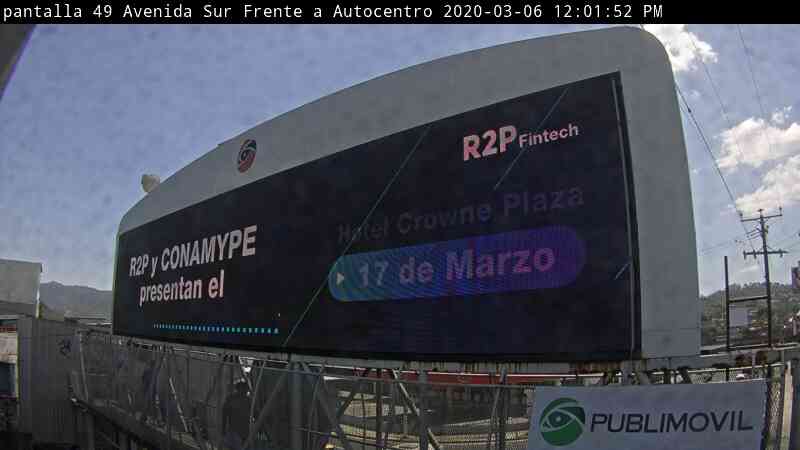 pantalla 49 Avenida Sur Frente a Autocentro 2020-03-06 12:01:52 PM
R2P Fintech
R2P y CONAMYPE
presentan el
Hotel Crowne Plaza
17 de Marzo
PUBLIMOVIL